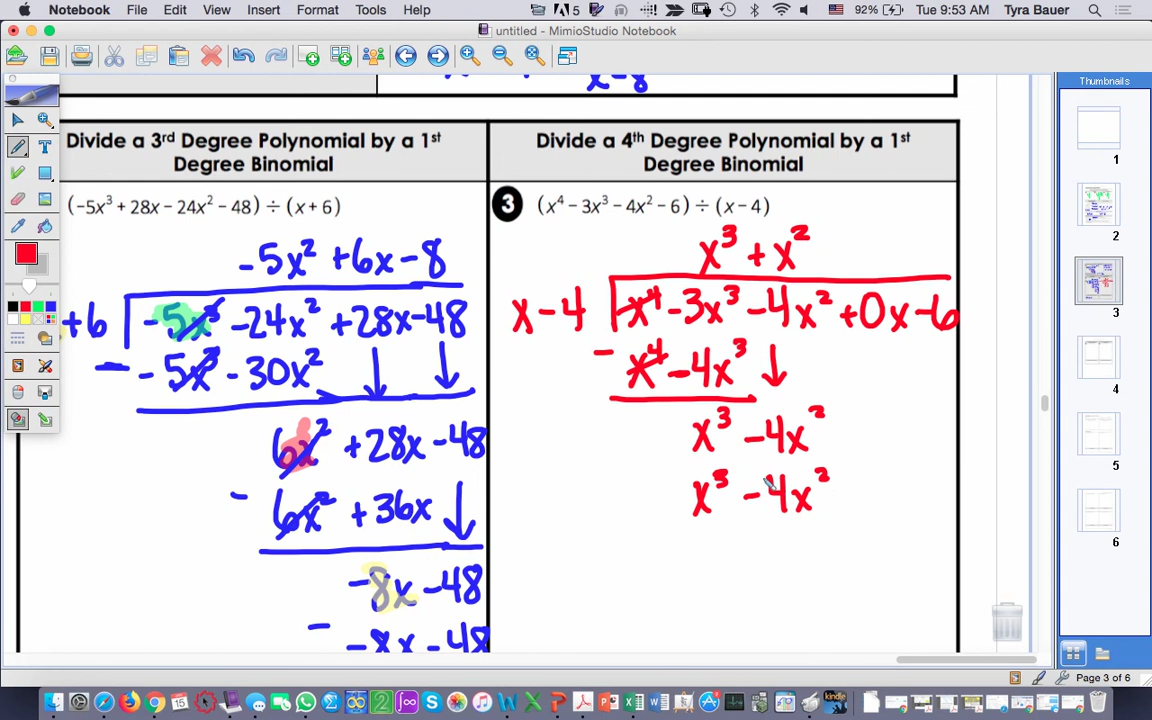 Notebook File Edit View Insert Format Tools Help 5 92% Tue 9:53 AM Tyra Bauer
untitled - MimioStudio Notebook
Thumbnails
x-8
Divide a 3rd Degree Polynomial by a 1st
Degree Binomial
(-5x³ + 28x - 24x² - 48) ÷ (x + 6)
-5x² +6x -8
+6 -5x³ -24x² +28x -48
- -5x³ -30x²
6x² +28x -48
- 6x² +36x
-8x -48
- -8x -48
Divide a 4th Degree Polynomial by a 1st
Degree Binomial
3 (x⁴ - 3x³ - 4x² - 6) ÷ (x - 4)
x³ + x²
x-4 x⁴ -3x³ -4x² +0x -6
- x⁴ -4x³
x³ -4x²
x³ -4x²
1
2
3
4
5
6
Page 3 of 6